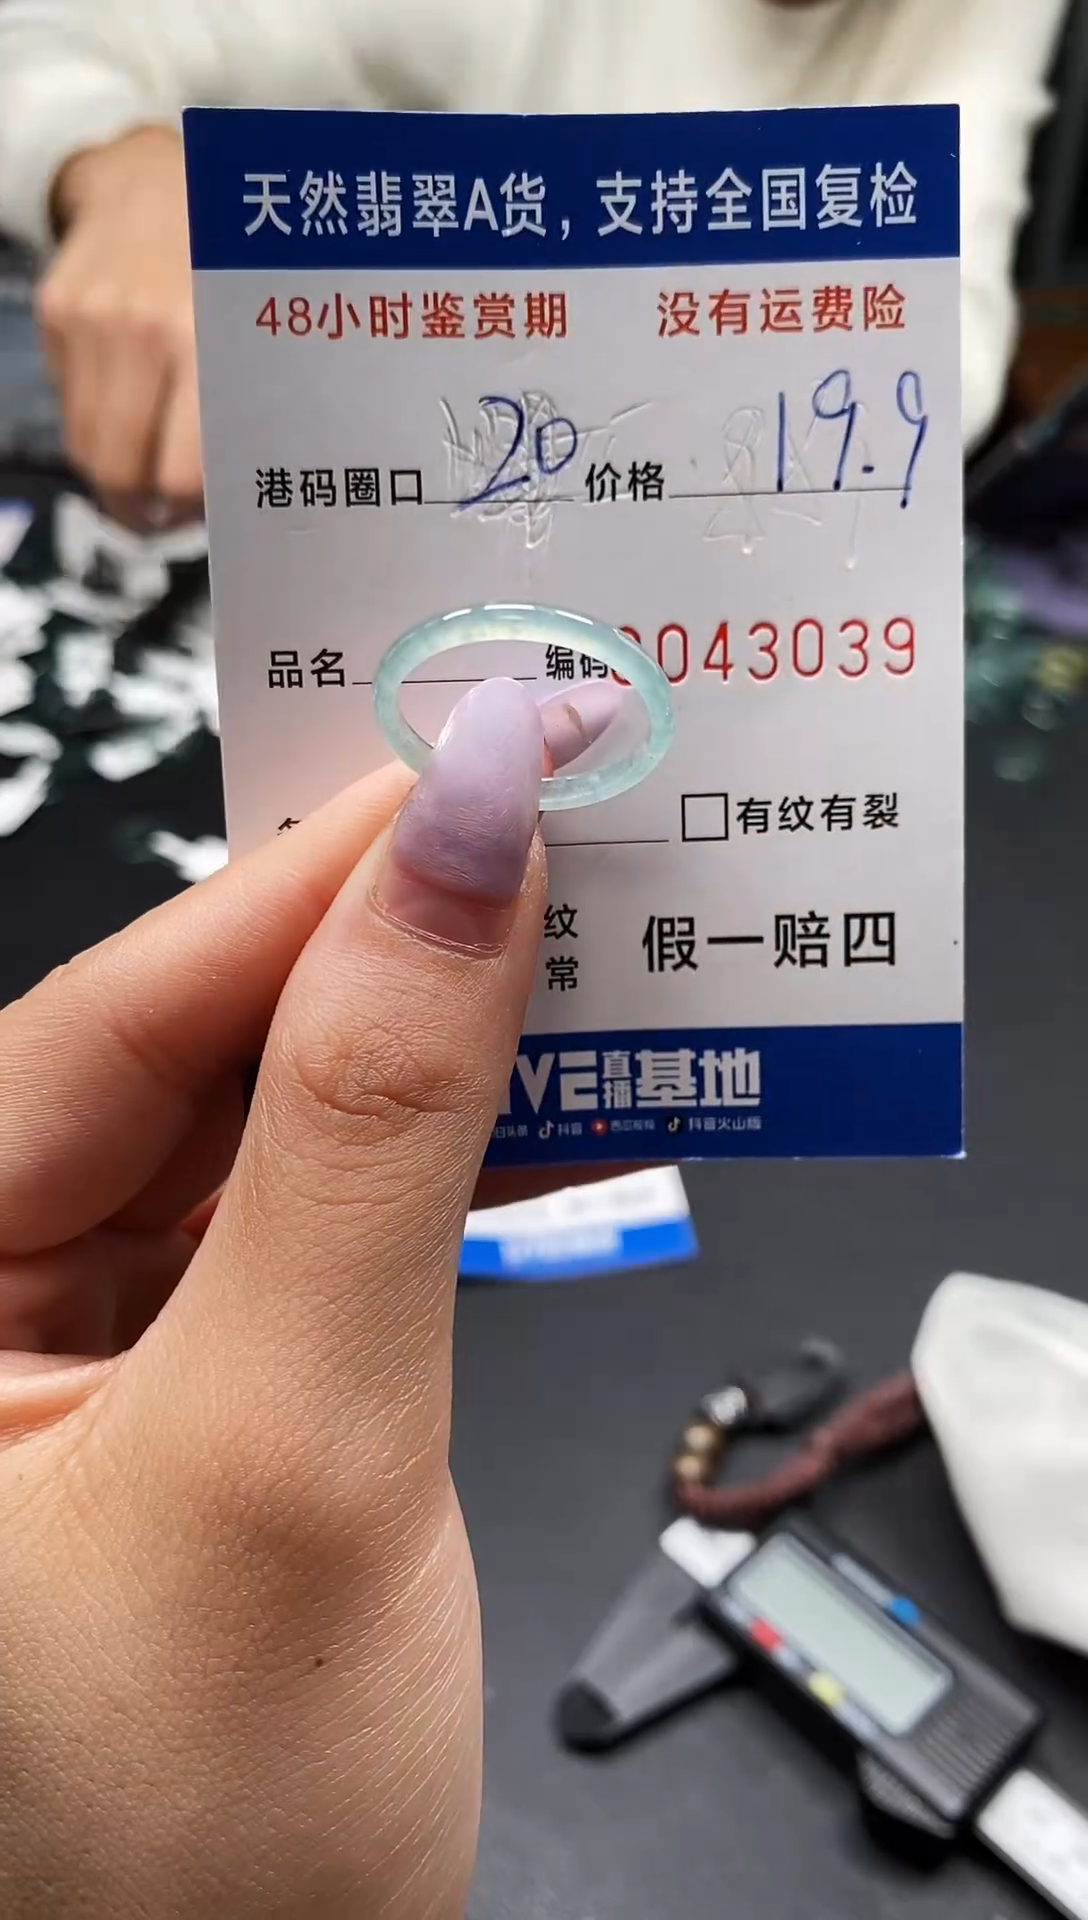 天然翡翠A货，支持全国复检
48小时鉴赏期 没有运费险
港码圈口 20 价格 19.9
品名 编码 043039
有纹有裂
纹
常 假一赔四
IVE直播基地
抖音 西瓜视频 抖音火山版